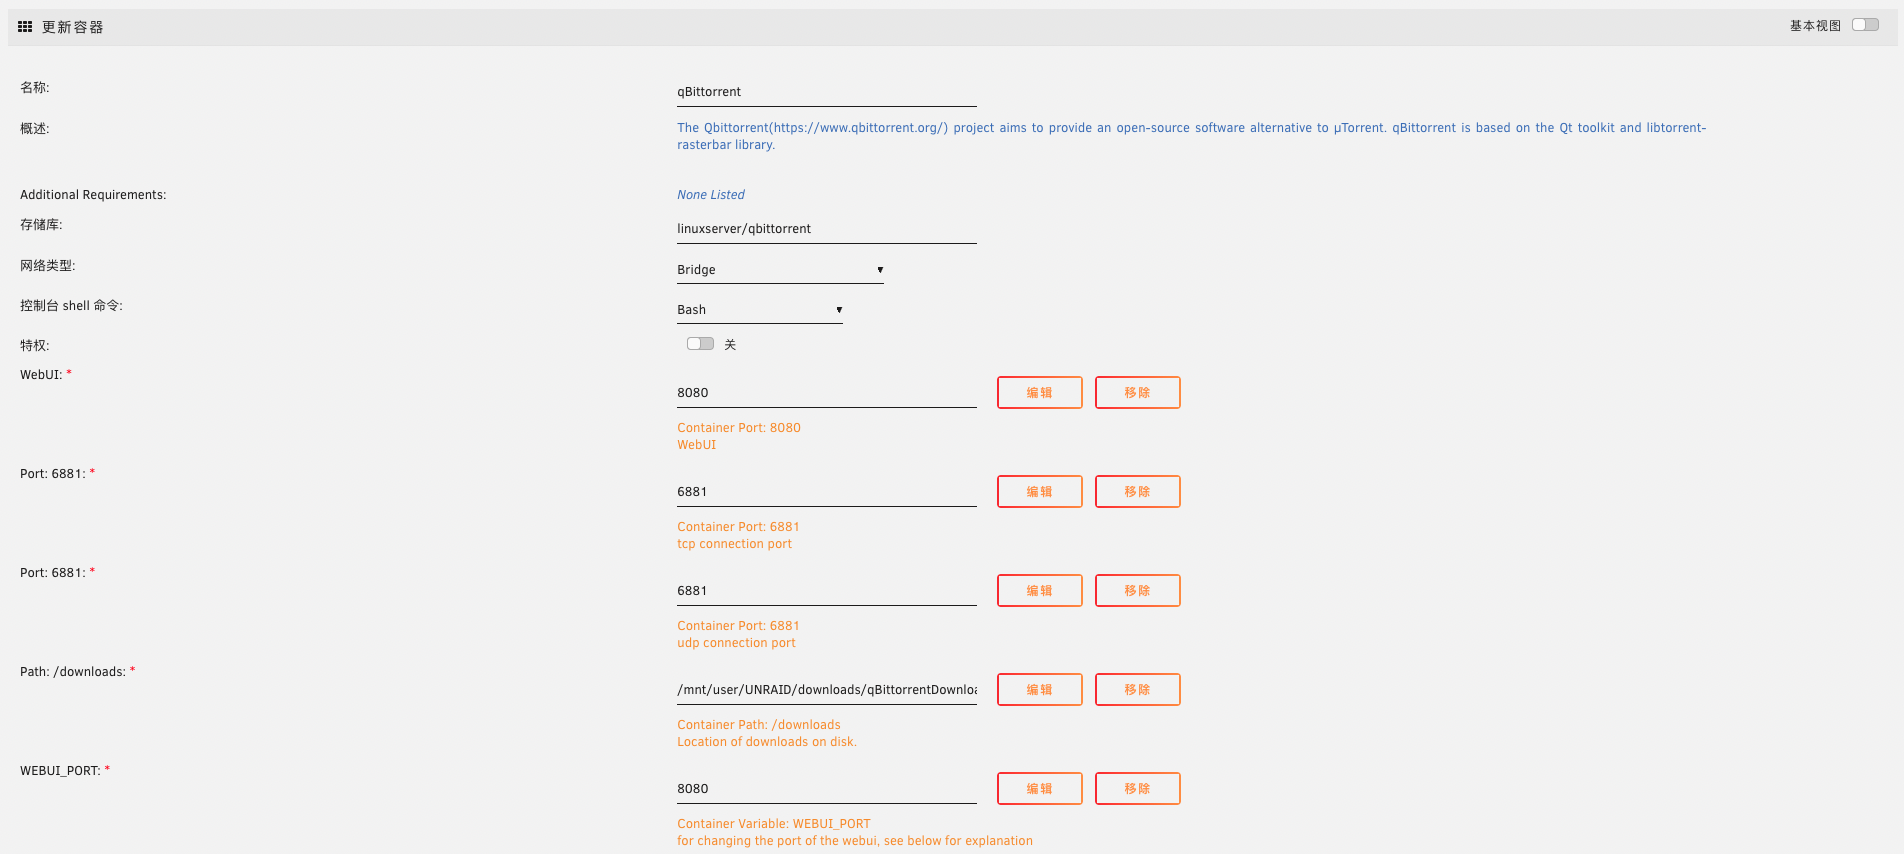 更新容器
基本视图
名称:
qBittorrent
概述:
The Qbittorrent(https://www.qbittorrent.org/) project aims to provide an open-source software alternative to µTorrent. qBittorrent is based on the Qt toolkit and libtorrent-
rasterbar library.
Additional Requirements:
None Listed
存储库:
linuxserver/qbittorrent
网络类型:
Bridge
控制台 shell 命令:
Bash
特权:
关
WebUI: *
8080
编辑
移除
Container Port: 8080
WebUI
Port: 6881: *
6881
编辑
移除
Container Port: 6881
tcp connection port
Port: 6881: *
6881
编辑
移除
Container Port: 6881
udp connection port
Path: /downloads: *
/mnt/user/UNRAID/downloads/qBittorrentDownloa
编辑
移除
Container Path: /downloads
Location of downloads on disk.
WEBUI_PORT: *
8080
编辑
移除
Container Variable: WEBUI_PORT
for changing the port of the webui, see below for explanation